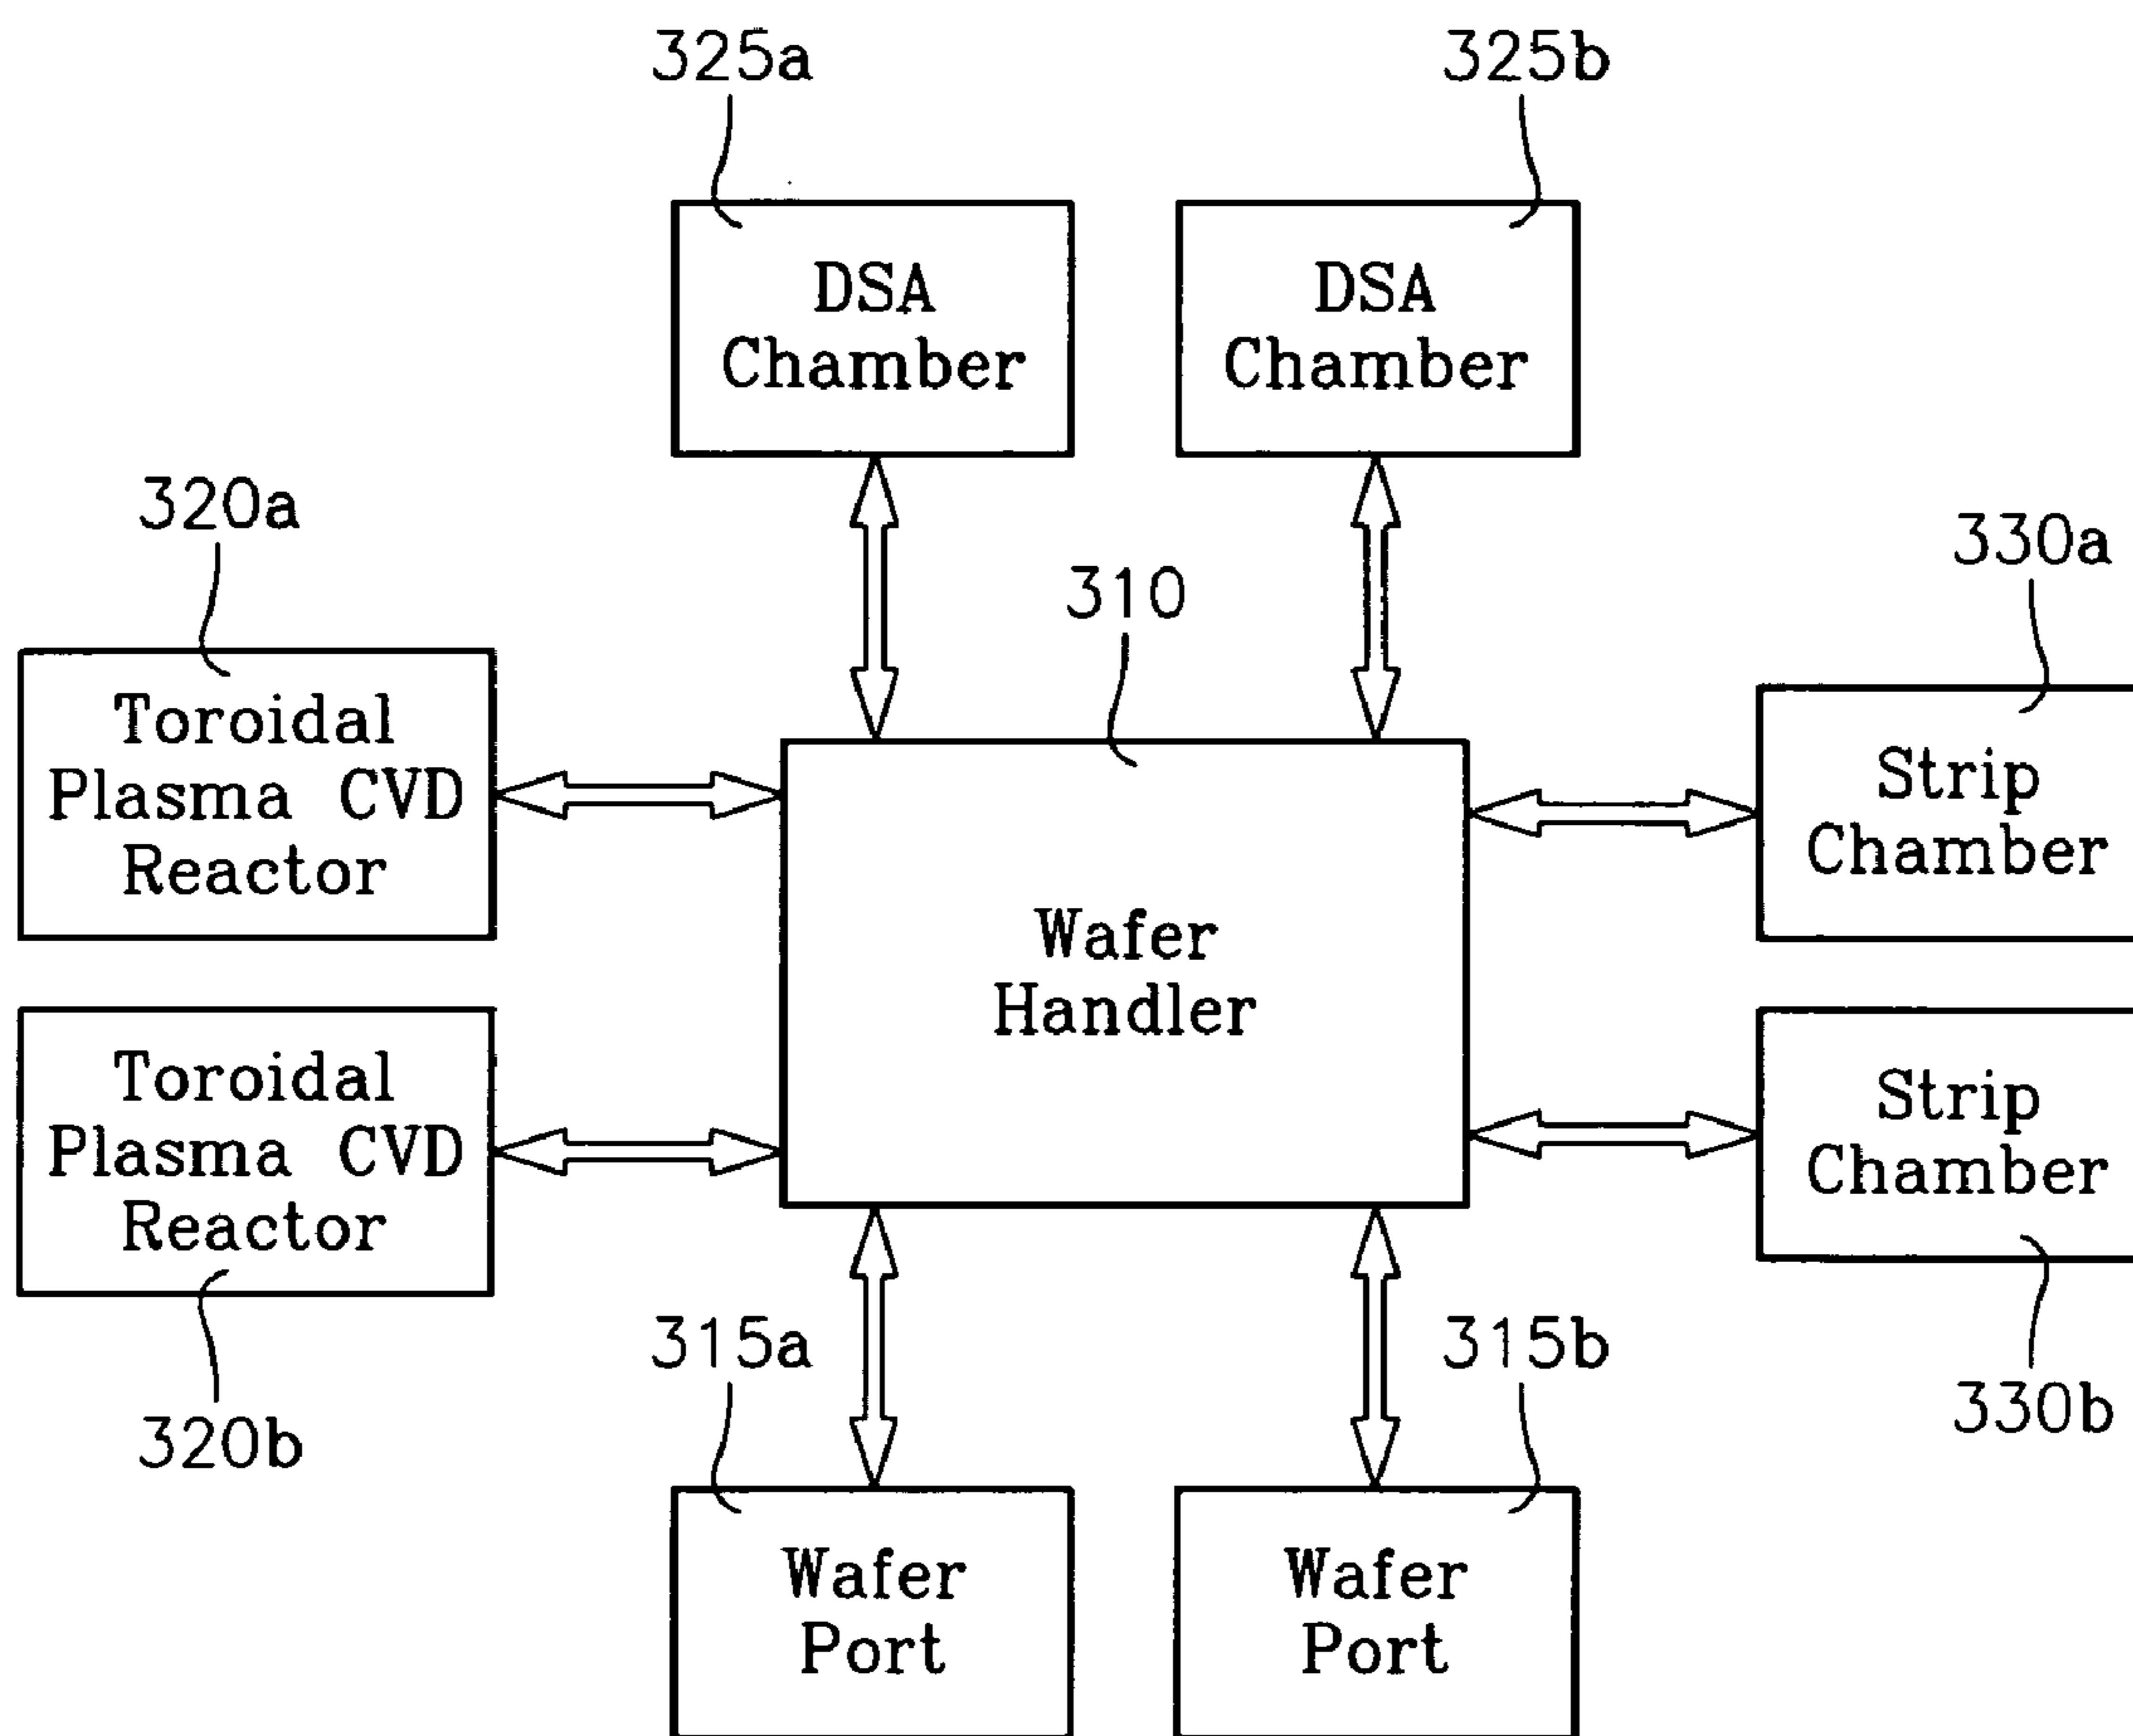 325a
325b
DSA
Chamber
DSA
Chamber
320a
310
330a
Toroidal
Plasma CVD
Reactor
Strip
Chamber
Wafer
Handler
Toroidal
Plasma CVD
Reactor
Strip
Chamber
320b
315a
315b
330b
Wafer
Port
Wafer
Port